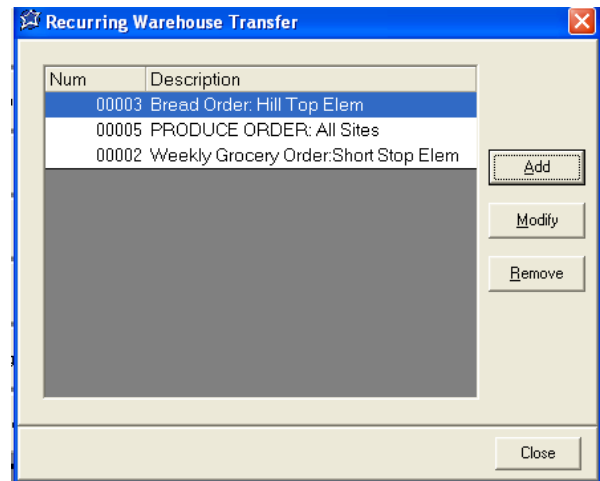 Recurring Warehouse Transfer
Num Description
00003 Bread Order: Hill Top Elem
00005 PRODUCE ORDER: All Sites
00002 Weekly Grocery Order:Short Stop Elem
Add
Modify
Remove
Close